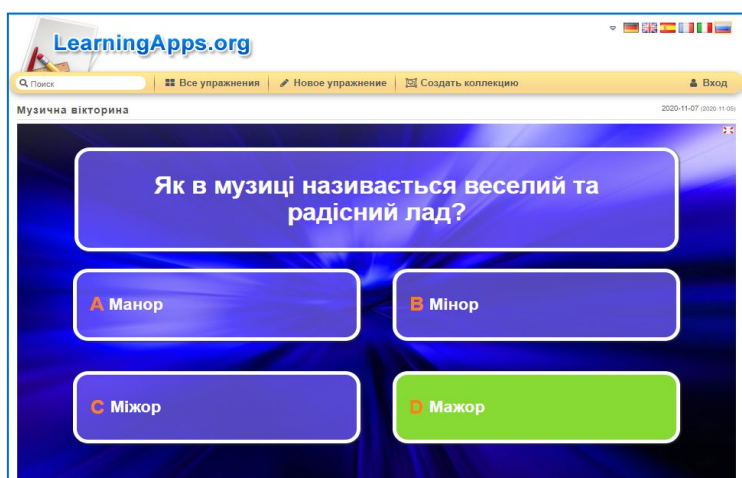 LearningApps.org
Поиск
Все упражнения
Новое упражнение
Создать коллекцию
Вход
Музична вікторина
2020-11-07 (2020-11-05)
Як в музиці називається веселий та
радісний лад?
A Манор
B Мінор
C Міжор
D Мажор